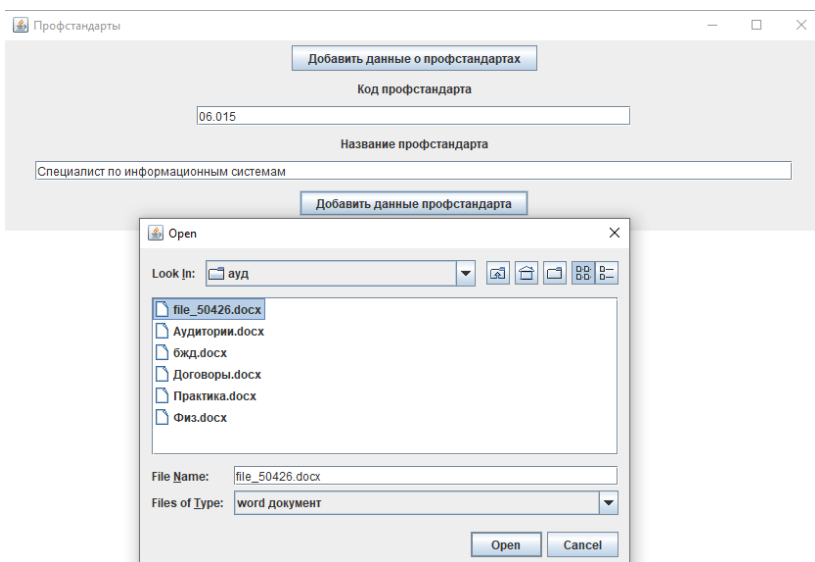 Профстандарты
Добавить данные о профстандартах
Код профстандарта
06.015
Название профстандарта
Специалист по информационным системам
Добавить данные профстандарта
Open
Look In: ауд
file_50426.docx
Аудитории.docx
бжд.docx
Договоры.docx
Практика.docx
Физ.docx
File Name: file_50426.docx
Files of Type: word документ
Open Cancel